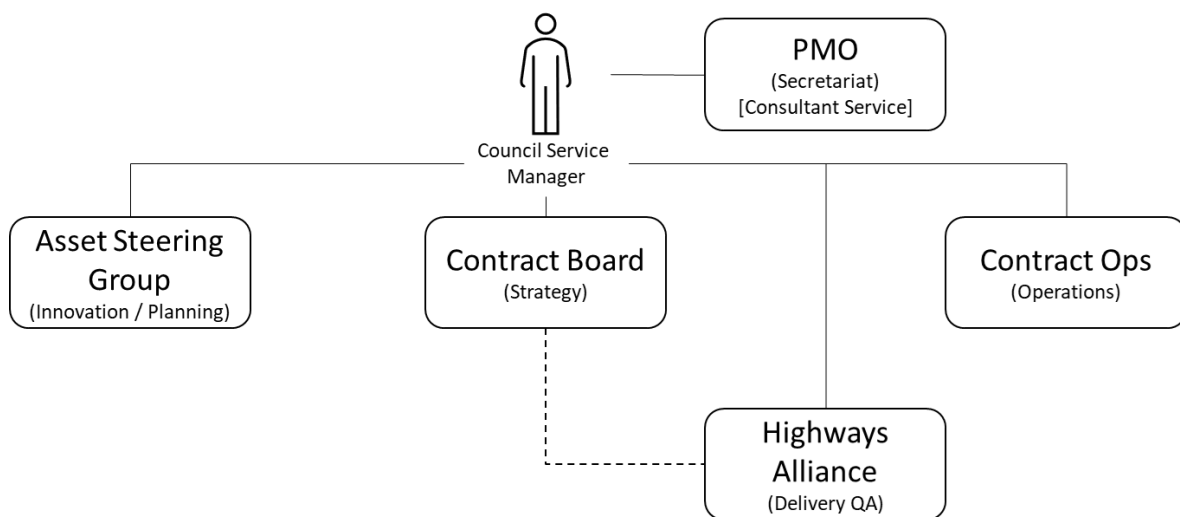 PMO
(Secretariat)
[Consultant Service]
Council Service
Manager
Asset Steering
Group
(Innovation / Planning)
Contract Board
(Strategy)
Contract Ops
(Operations)
Highways
Alliance
(Delivery QA)